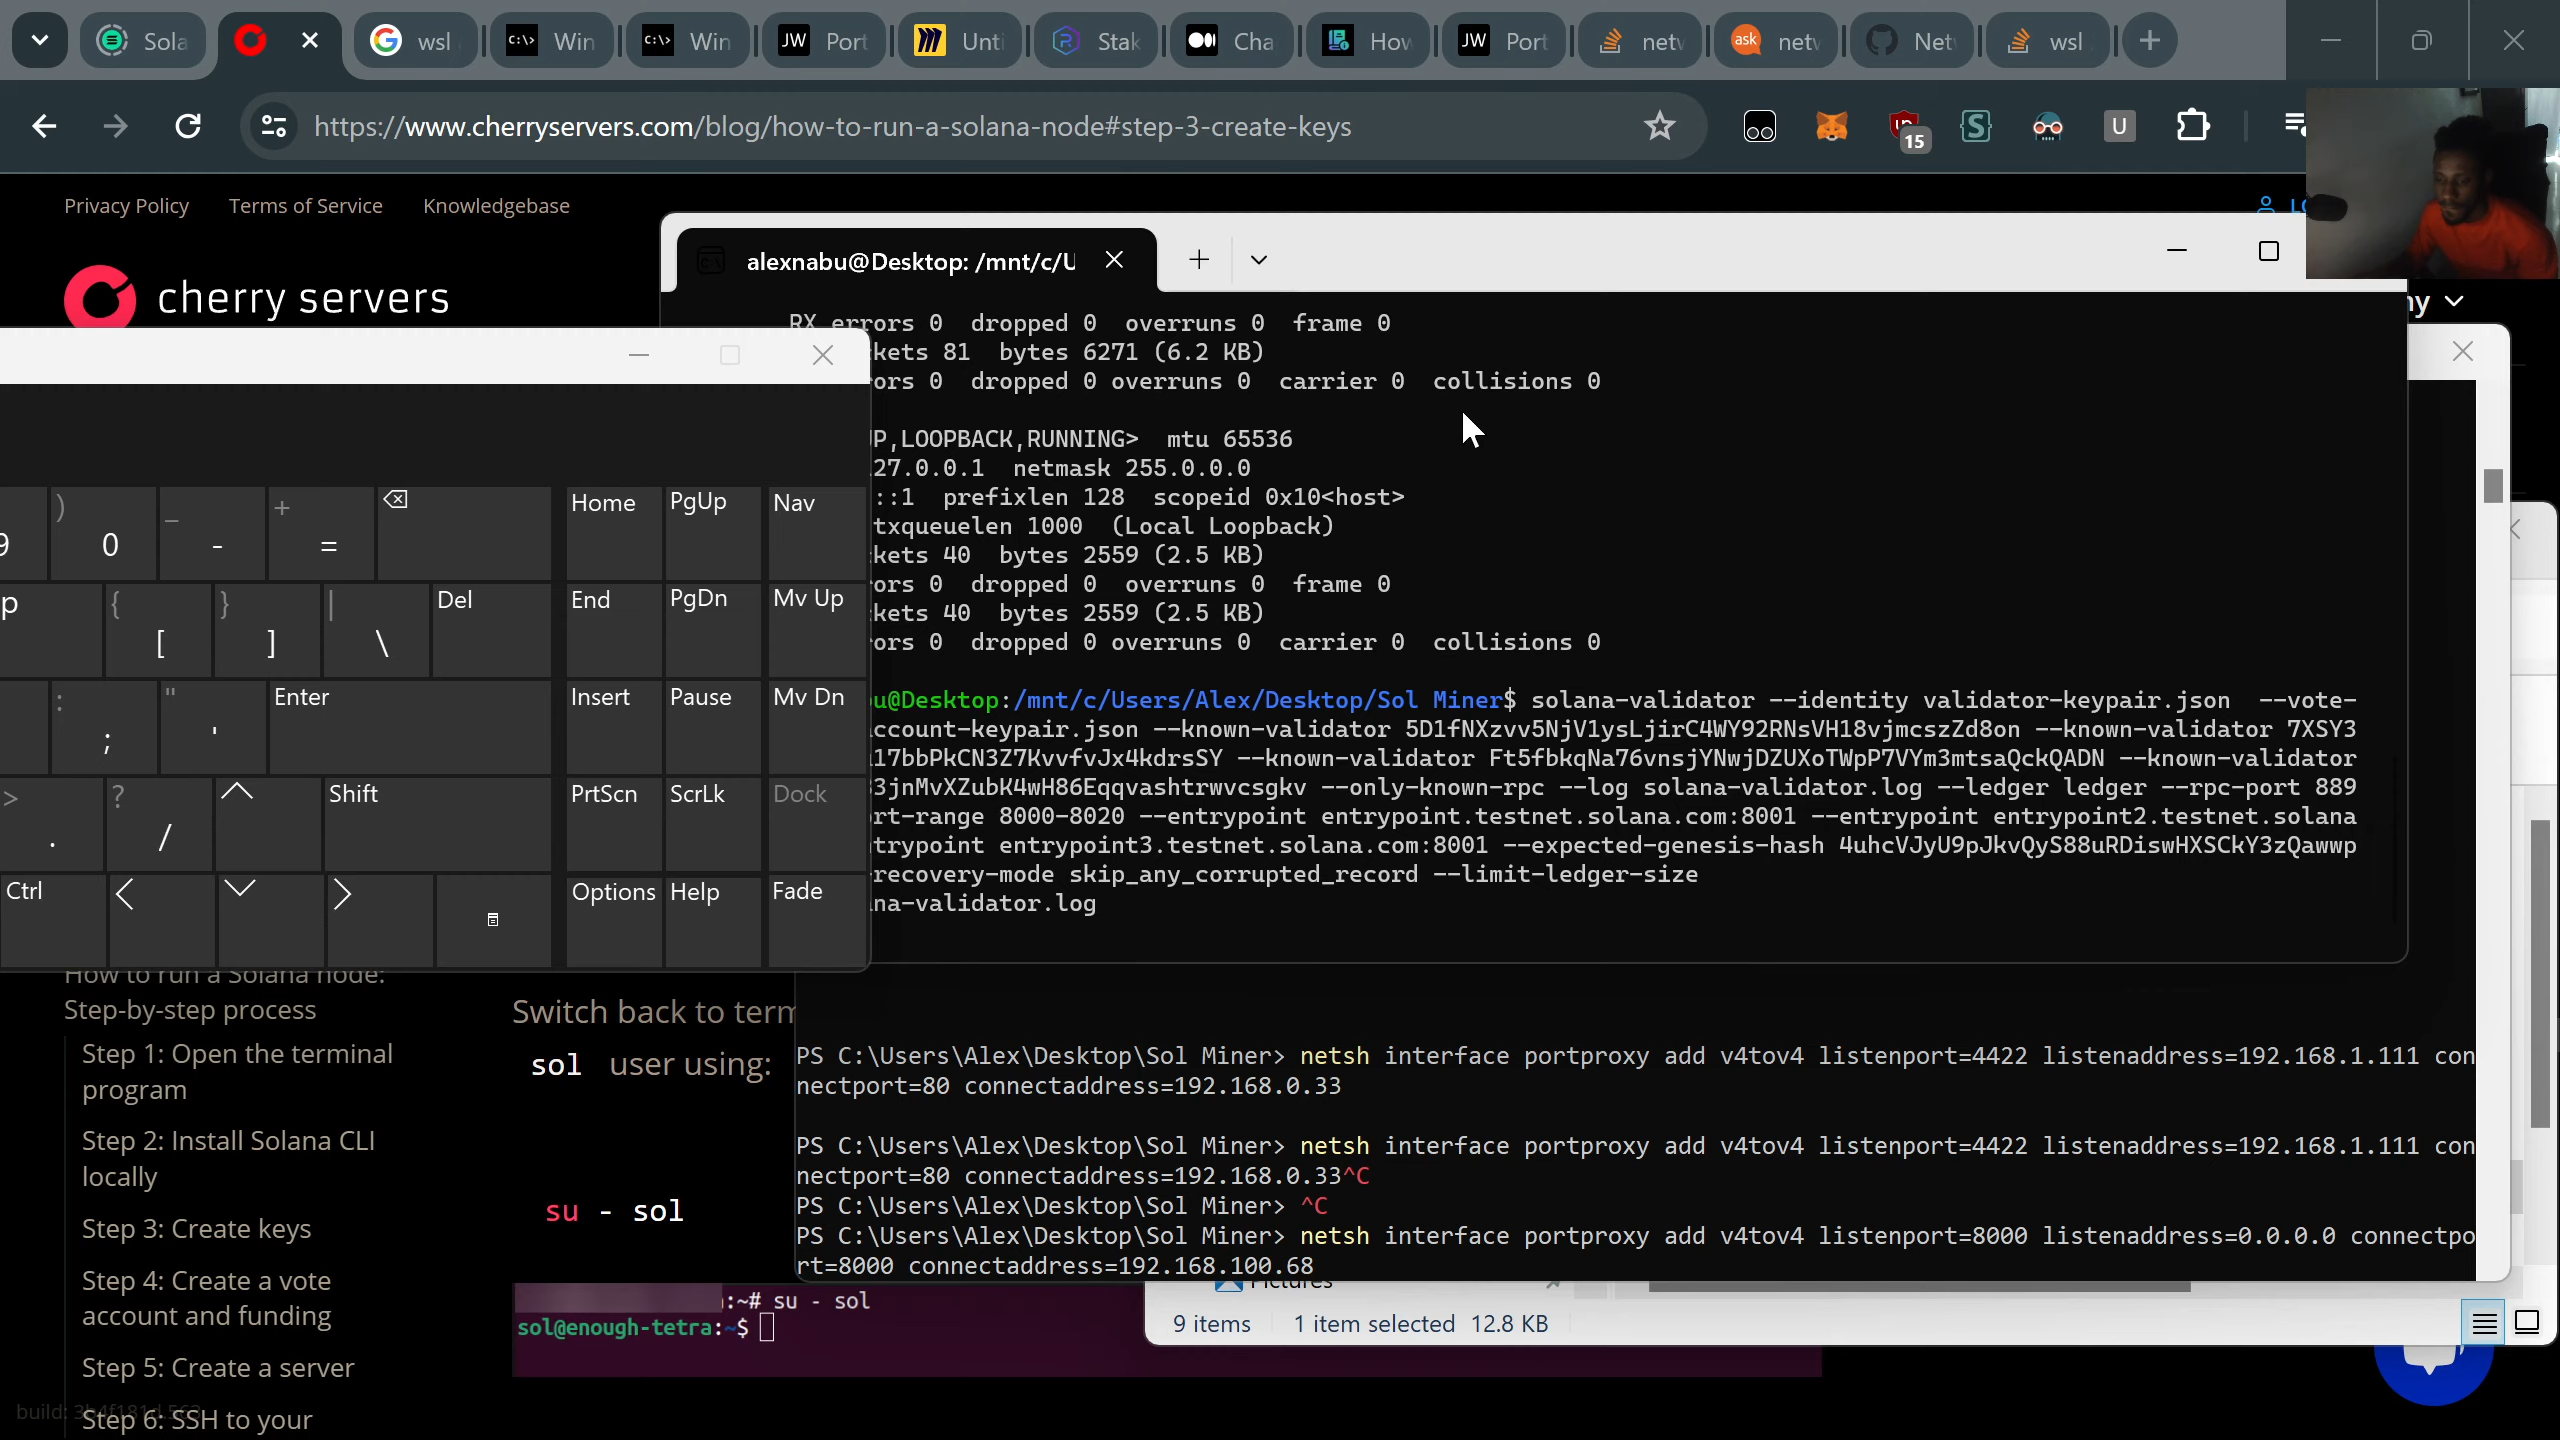 Sola
wsl
Win
Win
Port
Unti
Stak
Cha
How
Port
netw
ask
netw
Net
wsl
https://www.cherryservers.com/blog/how-to-run-a-solana-node#step-3-create-keys
15
U
Privacy Policy Terms of Service Knowledgebase
cherry servers
alexnabu@Desktop: /mnt/c/U
RX errors 0 dropped 0 overruns 0 frame 0
kets 81 bytes 6271 (6.2 KB)
ors 0 dropped 0 overruns 0 carrier 0 collisions 0
P,LOOPBACK,RUNNING> mtu 65536
27.0.0.1 netmask 255.0.0.0
::1 prefixlen 128 scopeid 0x10<host>
txqueuelen 1000 (Local Loopback)
kets 40 bytes 2559 (2.5 KB)
ors 0 dropped 0 overruns 0 frame 0
kets 40 bytes 2559 (2.5 KB)
ors 0 dropped 0 overruns 0 carrier 0 collisions 0
u@Desktop:/mnt/c/Users/Alex/Desktop/Sol Miner$ solana-validator --identity validator-keypair.json --vote-
ccount-keypair.json --known-validator 5D1fNXzvv5NjV1ysLjirC4WY92RNsVH18vjmcszZd8on --known-validator 7XSY3
17bbPkCN3Z7KvvfvJx4kdrsSY --known-validator Ft5fbkqNa76vnsjYNwjDZUXoTWpP7VYm3mtsaQckQADN --known-validator
3jnMvXZubK4wH86Eqqvashtrwvcsgkv --only-known-rpc --log solana-validator.log --ledger ledger --rpc-port 889
rt-range 8000-8020 --entrypoint entrypoint.testnet.solana.com:8001 --entrypoint entrypoint2.testnet.solana
trypoint entrypoint3.testnet.solana.com:8001 --expected-genesis-hash 4uhcVJyU9pJkvQyS88uRDiswHXSCkY3zQawwp
-recovery-mode skip_any_corrupted_record --limit-ledger-size
na-validator.log
9 ) 0 _ - + = Home PgUp Nav
p { [ } ] | \ Del End PgDn Mv Up
: ; " ' Enter Insert Pause Mv Dn
> . ? / Shift PrtScn ScrLk Dock
Ctrl Options Help Fade
How to run a Solana node:
Step-by-step process
Step 1: Open the terminal
program
Step 2: Install Solana CLI
locally
Step 3: Create keys
Step 4: Create a vote
account and funding
Step 5: Create a server
Step 6: SSH to your
Switch back to term
sol user using:
su - sol
:~# su - sol
sol@enough-tetra:~$
PS C:\Users\Alex\Desktop\Sol Miner> netsh interface portproxy add v4tov4 listenport=4422 listenaddress=192.168.1.111 con
nectport=80 connectaddress=192.168.0.33
PS C:\Users\Alex\Desktop\Sol Miner> netsh interface portproxy add v4tov4 listenport=4422 listenaddress=192.168.1.111 con
nectport=80 connectaddress=192.168.0.33^C
PS C:\Users\Alex\Desktop\Sol Miner> ^C
PS C:\Users\Alex\Desktop\Sol Miner> netsh interface portproxy add v4tov4 listenport=8000 listenaddress=0.0.0.0 connectpo
rt=8000 connectaddress=192.168.100.68
Pictures
9 items 1 item selected 12.8 KB